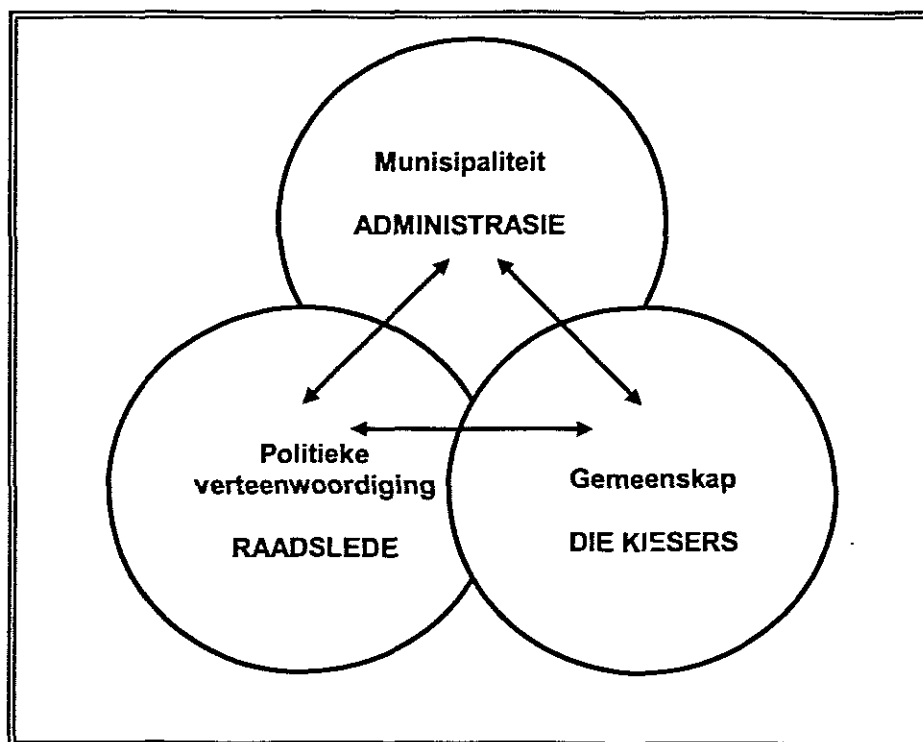 Munisipaliteit
ADMINISTRASIE
Politieke
verteenwoordiging
RAADSLEDE
Gemeenskap
DIE KIESERS